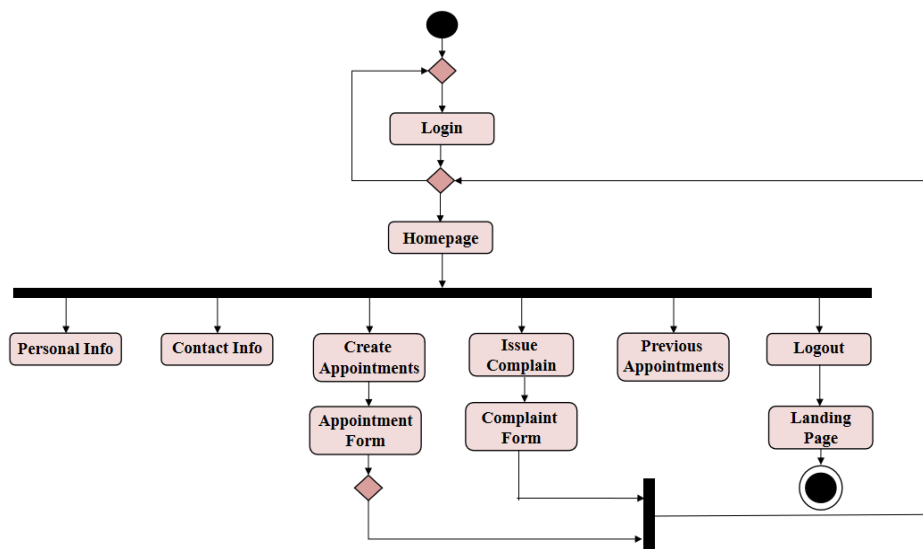 Login
Homepage
Personal Info
Contact Info
Create
Appointments
Issue
Complain
Previous
Appointments
Logout
Appointment
Form
Complaint
Form
Landing
Page